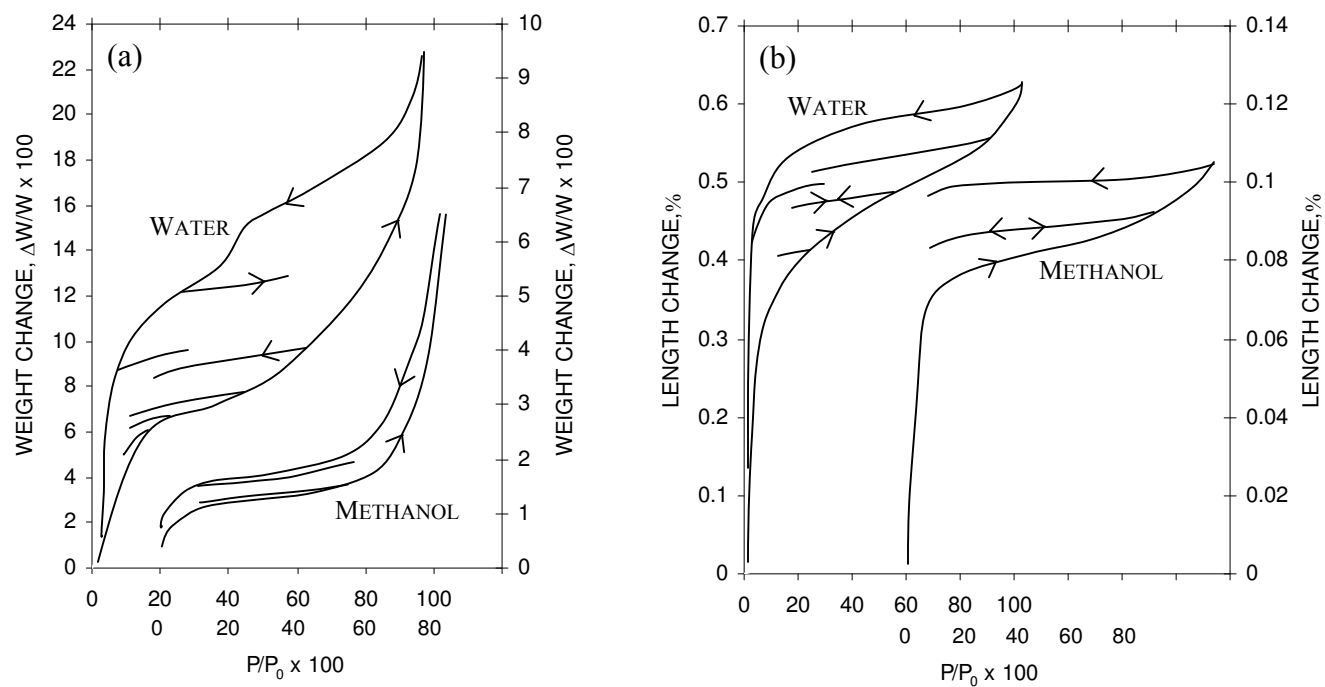 (a)
WEIGHT CHANGE, ΔW/W x 100
24
22
20
18
16
14
12
10
8
6
4
2
0
WATER
METHANOL
10
9
8
7
6
5
4
3
2
1
0
WEIGHT CHANGE, ΔW/W x 100
0 20 40 60 80 100
0 20 40 60 80
P/P0 x 100
(b)
LENGTH CHANGE,%
0.7
0.6
0.5
0.4
0.3
0.2
0.1
0
WATER
METHANOL
0.14
0.12
0.1
0.08
0.06
0.04
0.02
0
LENGTH CHANGE,%
0 20 40 60 80 100
0 20 40 60 80
P/P0 x 100